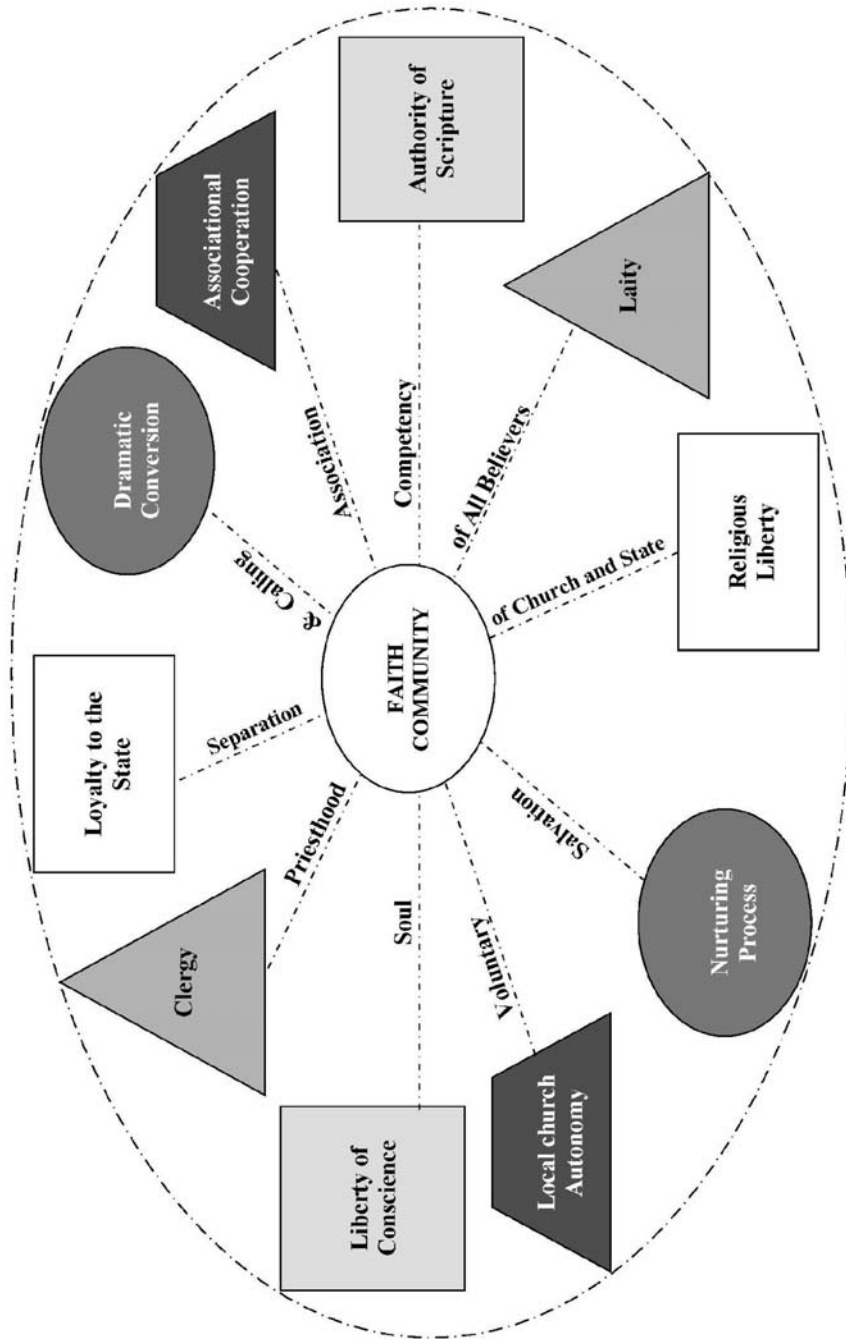 Loyalty to the
State
Dramatic
Conversion
Clergy
Associational
Cooperation
Separation
& Calling
Priesthood
Association
Liberty of
Conscience
Soul
FAITH
COMMUNITY
Competency
Authority of
Scripture
Voluntary
Salvation
of Church and State
of All Believers
Local church
Autonomy
Laity
Nurturing
Process
Religious
Liberty